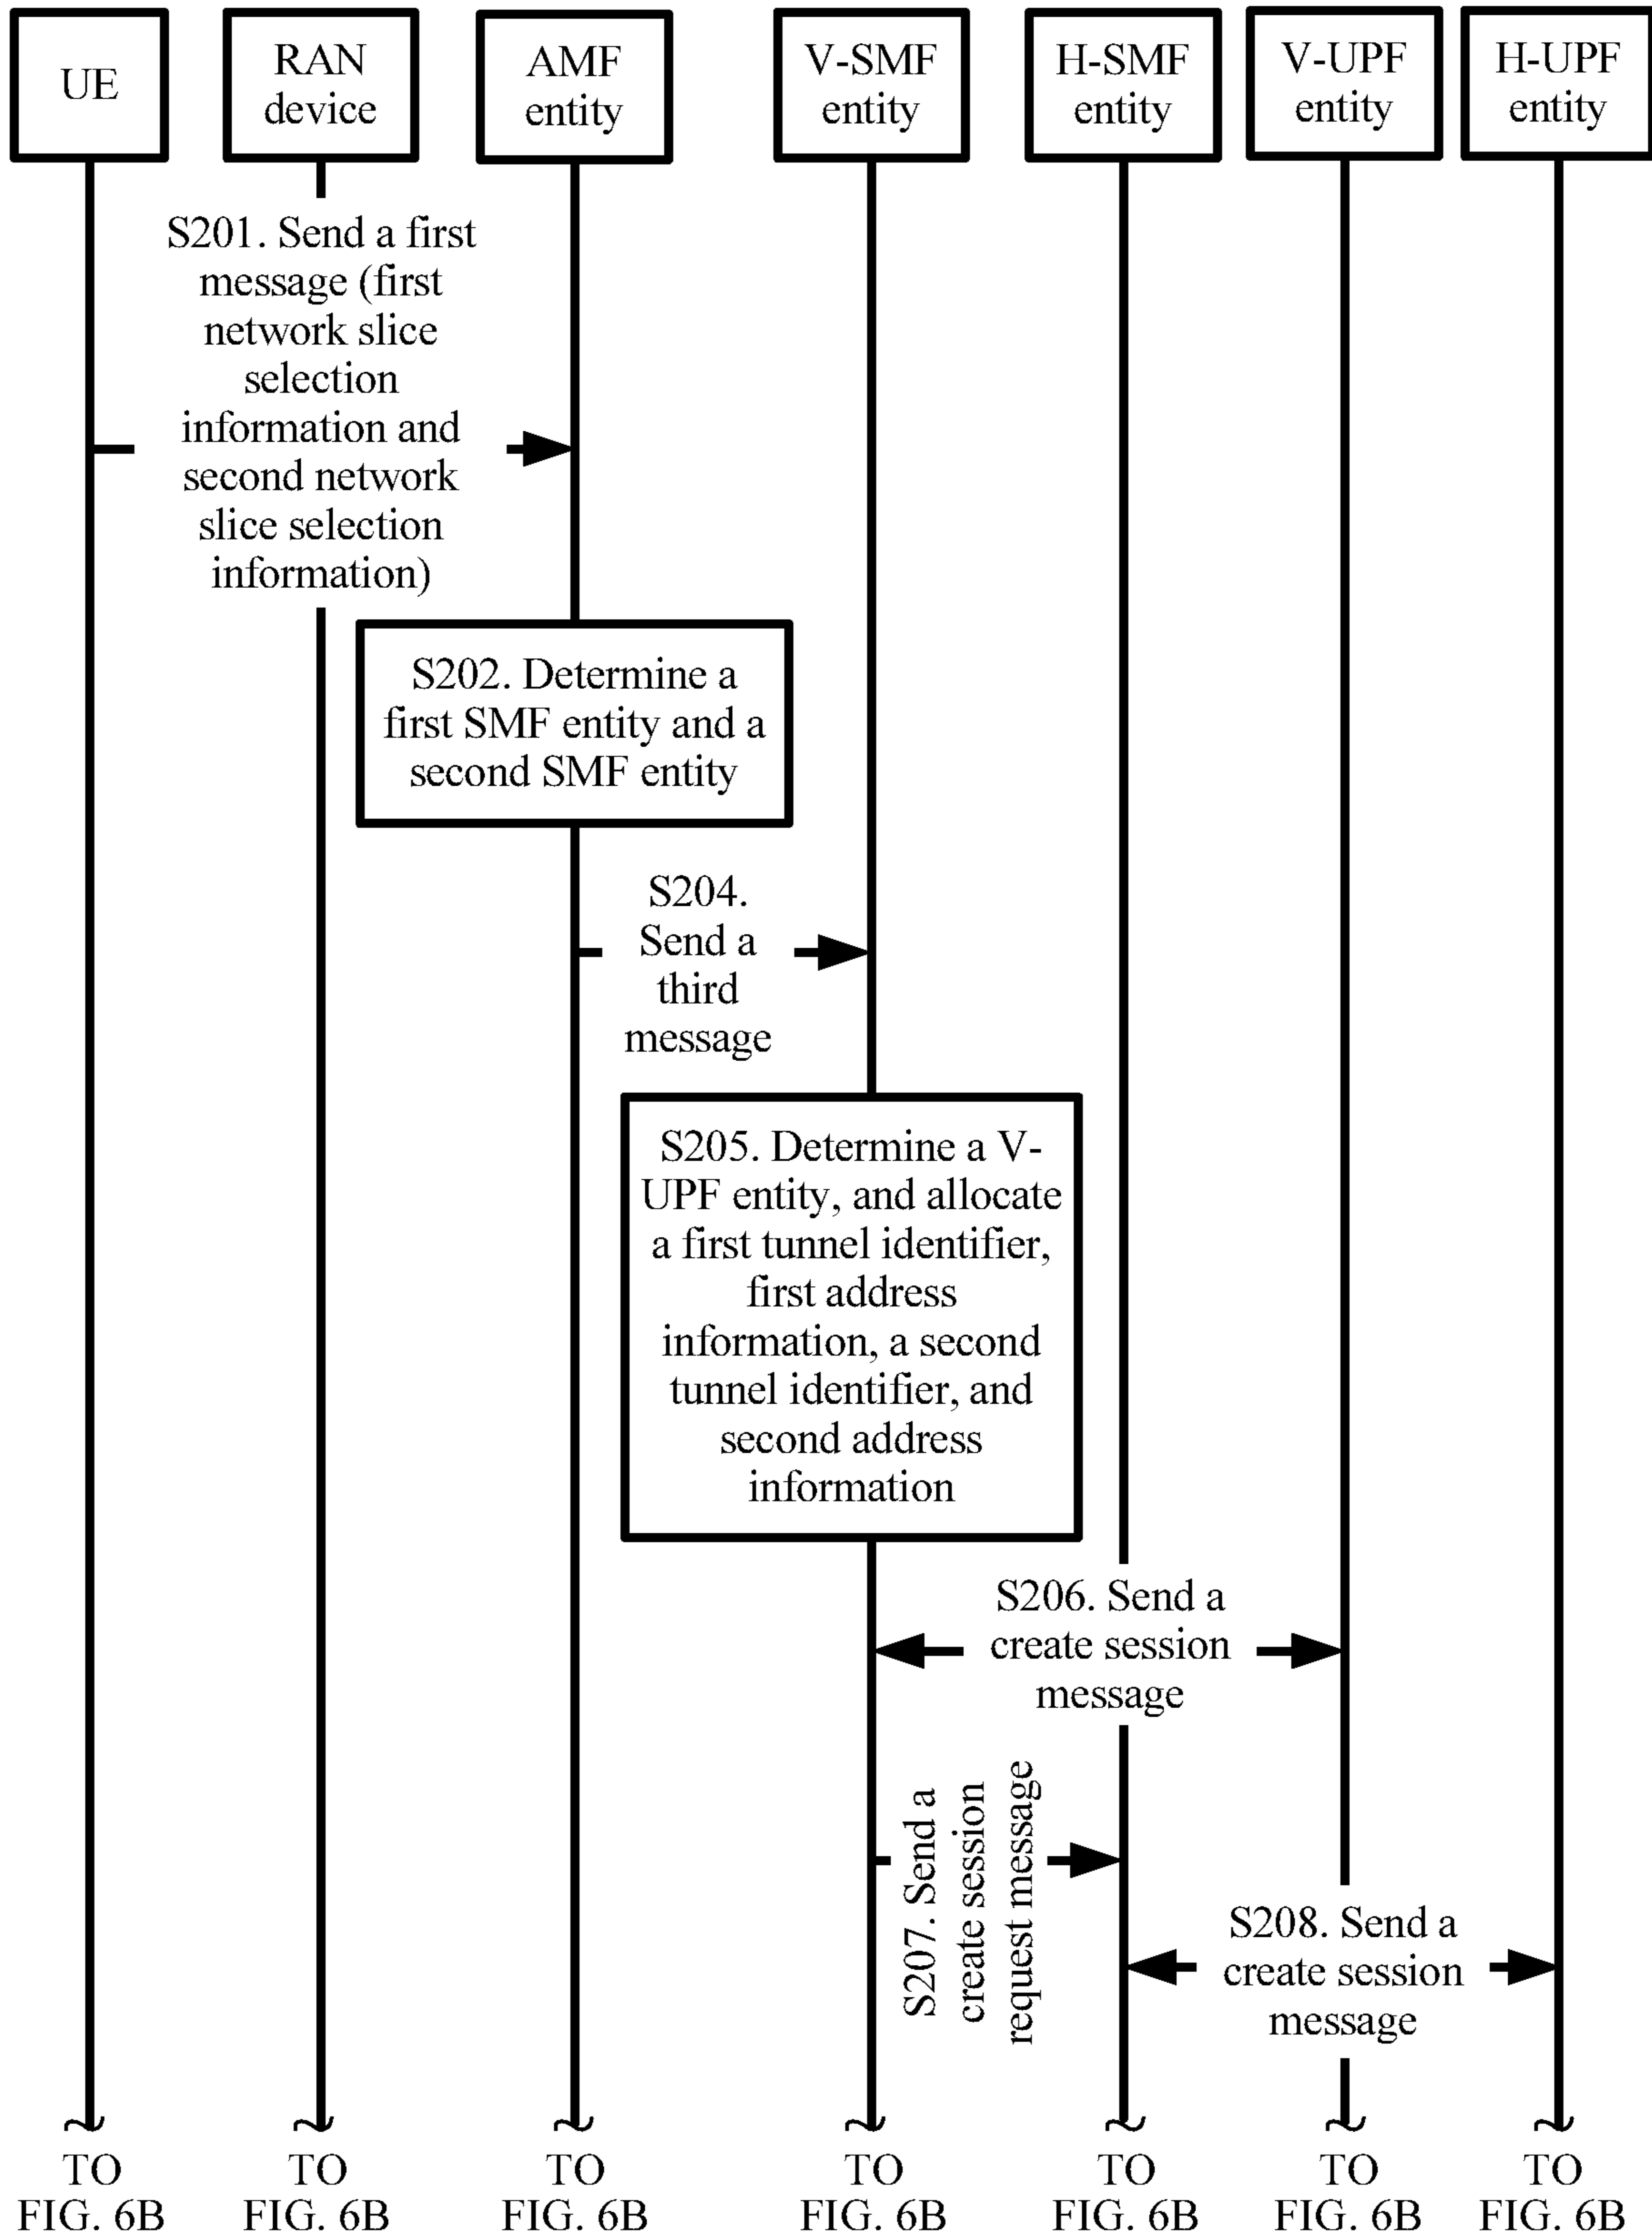 UE
RAN
device
AMF
entity
V-SMF
entity
H-SMF
entity
V-UPF
entity
H-UPF
entity
S201. Send a first
message (first
network slice
selection
information and
second network
slice selection
information)
S202. Determine a
first SMF entity and a
second SMF entity
S204.
Send a
third
message
S205. Determine a V-
UPF entity, and allocate
a first tunnel identifier,
first address
information, a second
tunnel identifier, and
second address
information
S206. Send a
create session
message
S207. Send a
create session
request message
S208. Send a
create session
message
TO
FIG. 6B
TO
FIG. 6B
TO
FIG. 6B
TO
FIG. 6B
TO
FIG. 6B
TO
FIG. 6B
TO
FIG. 6B